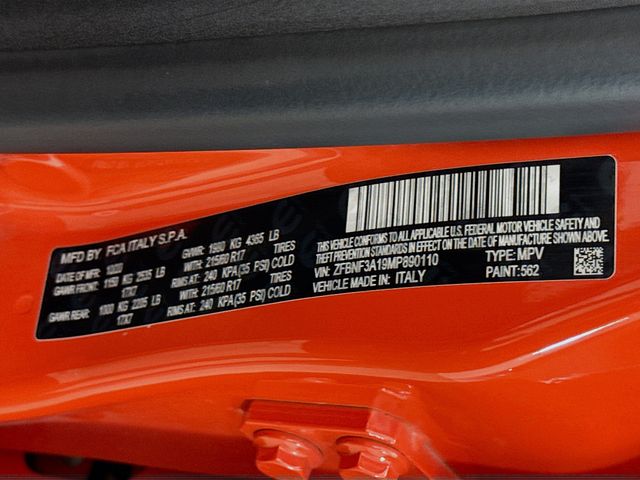 MFD BY: FCA ITALY S.P.A.
DATE OF MFD: 10/20 GVWR: 1980 KG 4365 LB
GAWR FRONT: 1150 KG 2535 LB WITH: 215/60 R17 TIRES
17X7 RIMS AT: 240 KPA (35 PSI) COLD
GAWR REAR: 1000 KG 2205 LB WITH: 215/60 R17 TIRES
17X7 RIMS AT: 240 KPA (35 PSI) COLD
THIS VEHICLE CONFORMS TO ALL APPLICABLE U.S. FEDERAL MOTOR VEHICLE SAFETY AND
THEFT PREVENTION STANDARDS IN EFFECT ON THE DATE OF MANUFACTURE SHOWN ABOVE.
VIN: ZFBNF3A19MP890110 TYPE: MPV
VEHICLE MADE IN: ITALY PAINT: 562